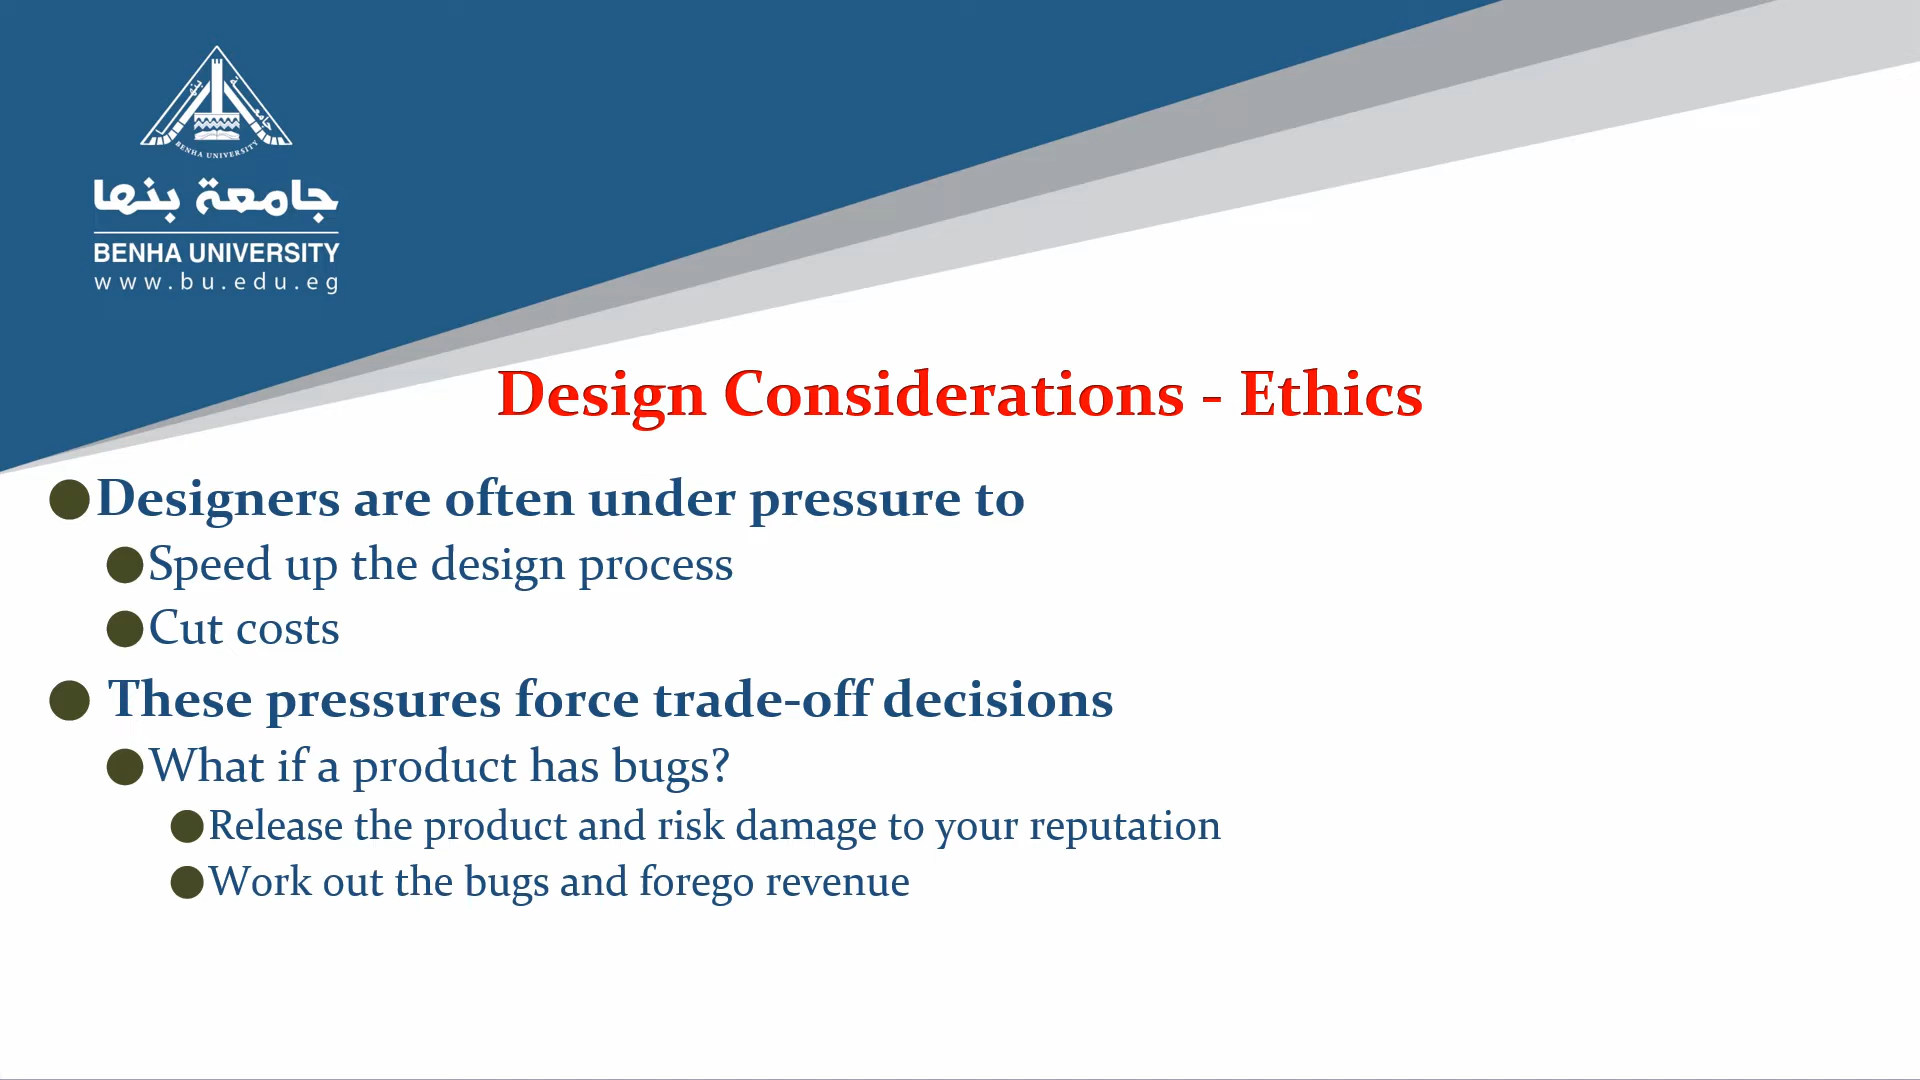 BENHA UNIVERSITY
جامعة بنها
BENHA UNIVERSITY
www.bu.edu.eg
Design Considerations - Ethics
Designers are often under pressure to
Speed up the design process
Cut costs
These pressures force trade-off decisions
What if a product has bugs?
Release the product and risk damage to your reputation
Work out the bugs and forego revenue